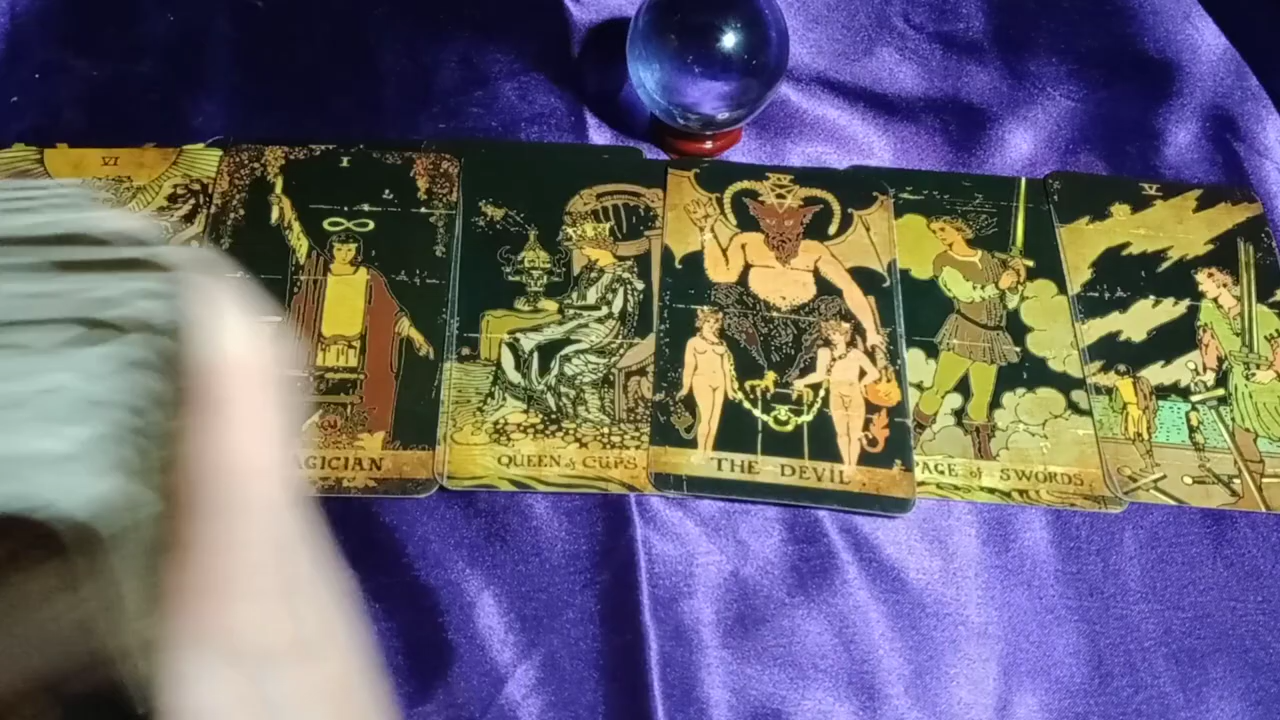 VI
I
AGICIAN
QUEEN of CUPS
THE DEVIL.
PAGE of SWORDS.
V